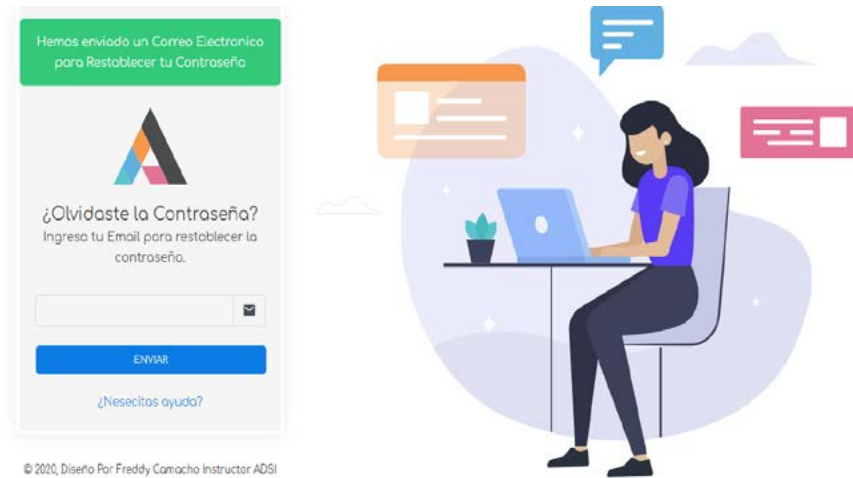 Hemos enviado un Correo Electronico
para Restablecer tu Contraseña
¿Olvidaste la Contraseña?
Ingresa tu Email para restablecer la
contraseña.
ENVIAR
¿Nesecitas ayuda?
© 2020, Diseño Por Freddy Camacho Instructor ADSI